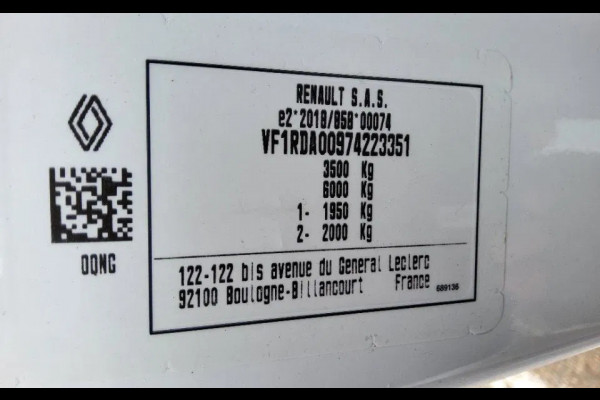 RENAULT S.A.S.
e2*2018/858*00074
VF1RDA00974223351
3500 Kg
6000 Kg
1- 1950 Kg
2- 2000 Kg
OQNG
122-122 bis avenue du General Leclerc
92100 Boulogne-Billancourt France
689136